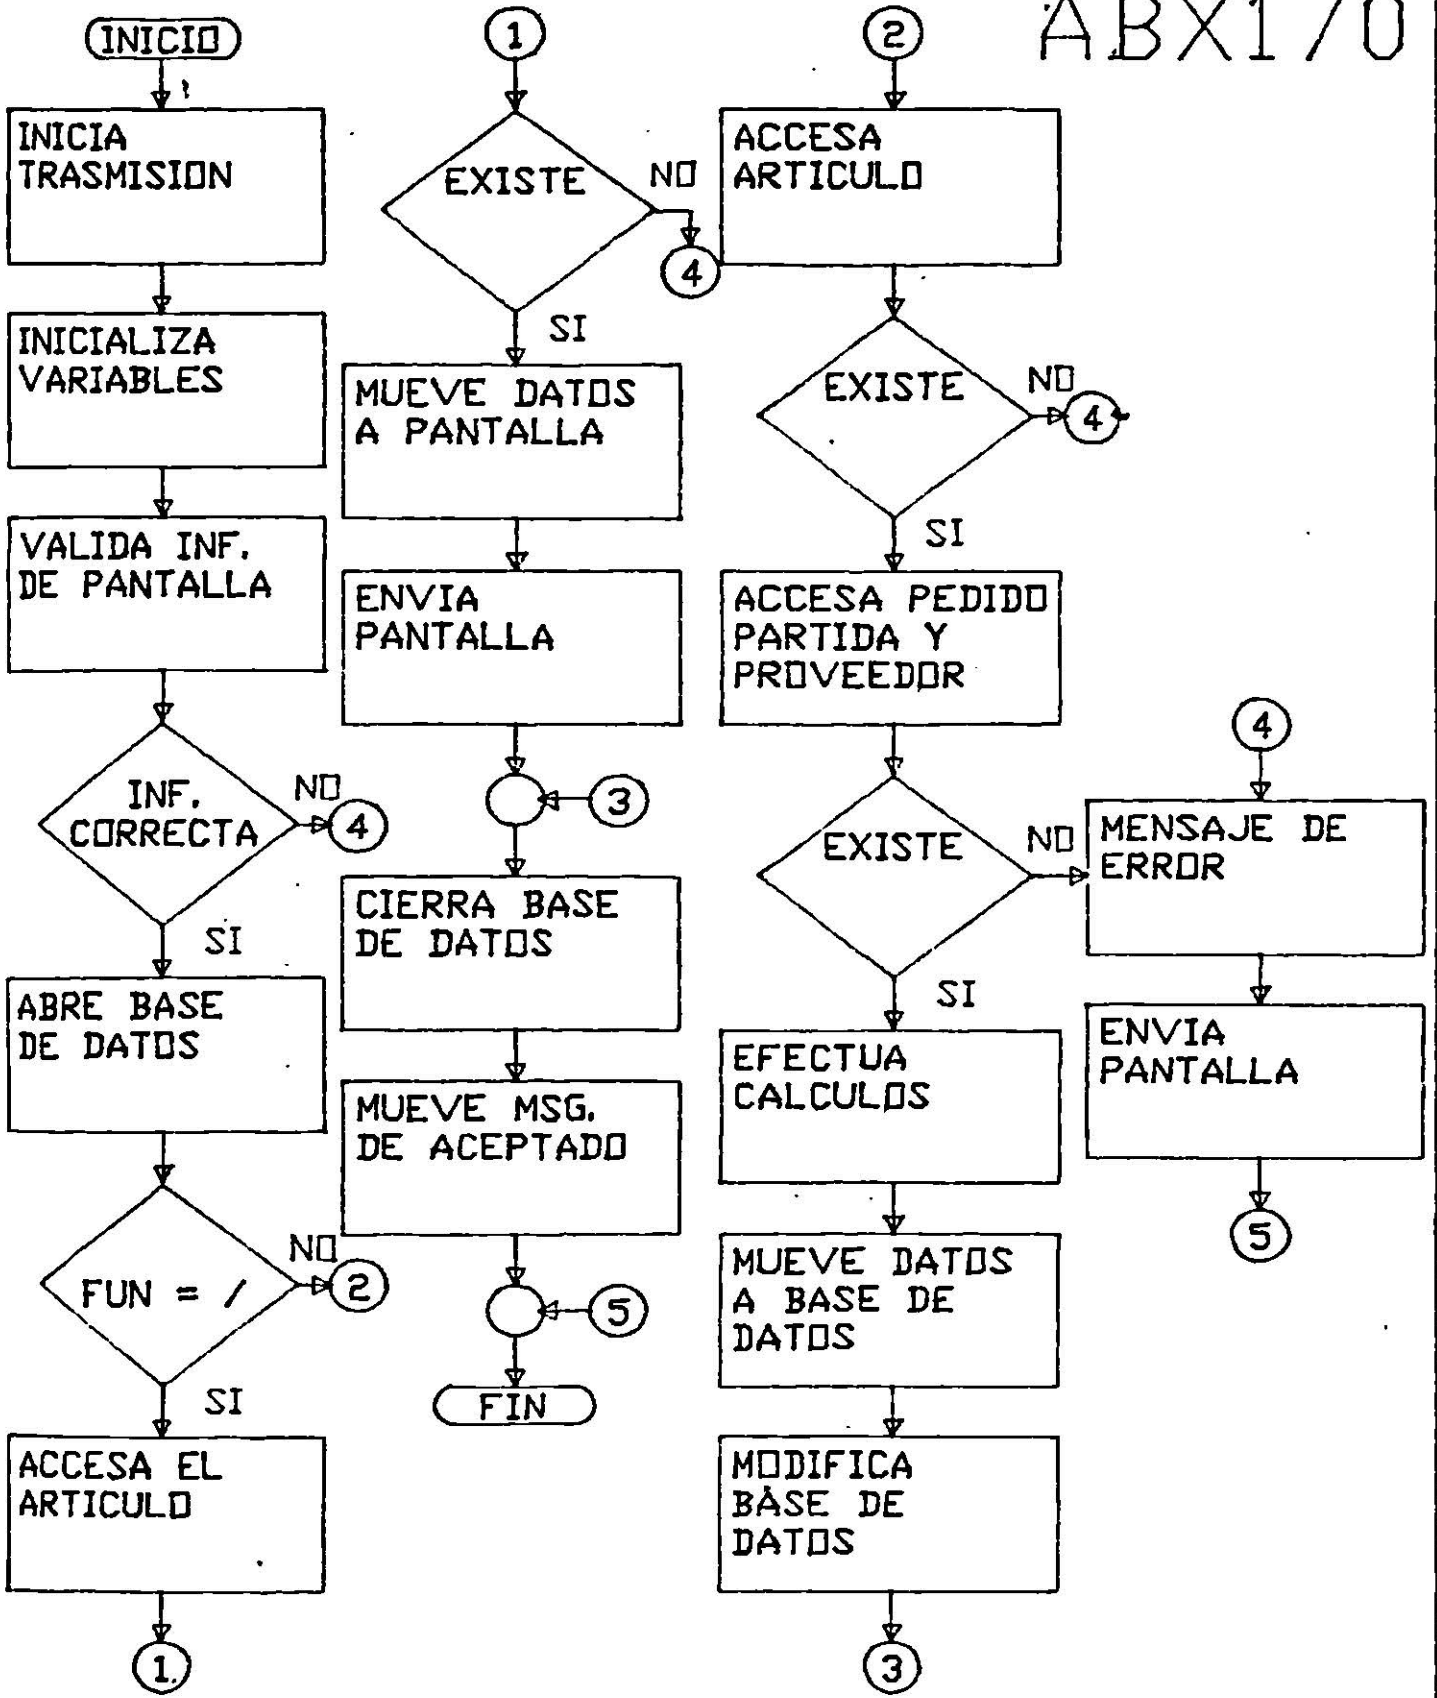 ABX170
INICIO
INICIA
TRASMISION
INICIALIZA
VARIABLES
VALIDA INF.
DE PANTALLA
INF.
CORRECTA
NO
4
SI
ABRE BASE
DE DATOS
FUN = /
NO
2
SI
ACCESA EL
ARTICULO
1
1
EXISTE
NO
4
SI
MUEVE DATOS
A PANTALLA
ENVIA
PANTALLA
3
CIERRA BASE
DE DATOS
MUEVE MSG.
DE ACEPTADO
5
FIN
2
ACCESA
ARTICULO
EXISTE
NO
4
SI
ACCESA PEDIDO
PARTIDA Y
PROVEEDOR
EXISTE
NO
SI
EFECTUA
CALCULOS
MUEVE DATOS
A BASE DE
DATOS
MODIFICA
BASE DE
DATOS
3
4
MENSAJE DE
ERROR
ENVIA
PANTALLA
5